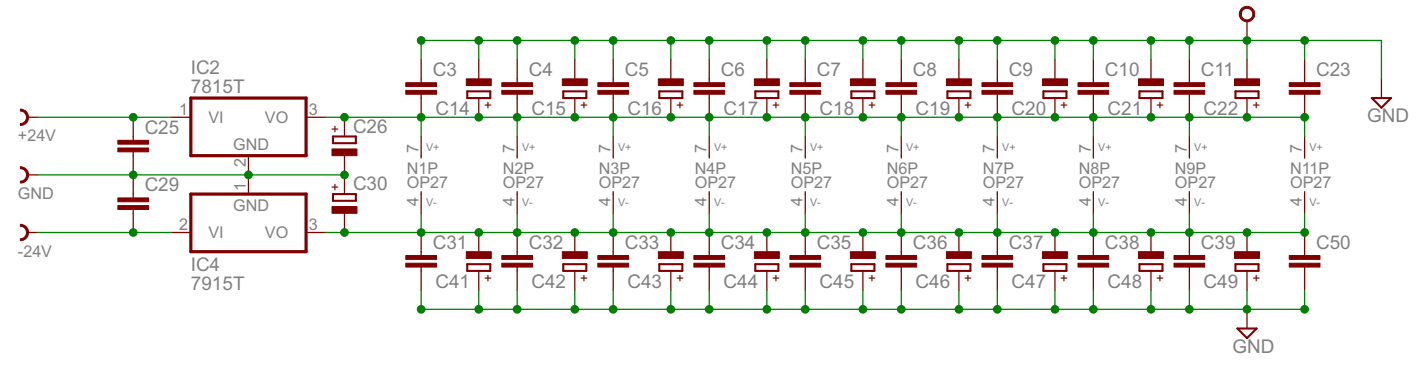 IC2
7815T
C3 C4 C5 C6 C7 C8 C9 C10 C11 C23
1 VI VO 3
C14 C15 C16 C17 C18 C19 C20 C21 C22
GND
+24V
C25
C26
GND
2
7 V+ 7 V+ 7 V+ 7 V+ 7 V+ 7 V+ 7 V+ 7 V+ 7 V+ 7 V+
N1P N2P N3P N4P N5P N6P N7P N8P N9P N11P
OP27 OP27 OP27 OP27 OP27 OP27 OP27 OP27 OP27 OP27
4 V- 4 V- 4 V- 4 V- 4 V- 4 V- 4 V- 4 V- 4 V- 4 V-
GND
C29
1
C30
GND
2 VI VO 3
-24V
IC4
7915T
C31 C32 C33 C34 C35 C36 C37 C38 C39 C50
C41 C42 C43 C44 C45 C46 C47 C48 C49
GND